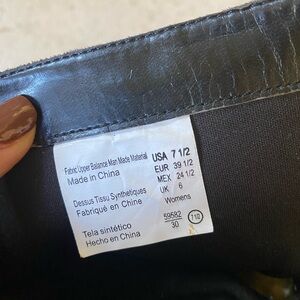 Fabric Upper Balance Man Made Material
Made in China
Dessus Tissu Synthetiques
Fabriqué en Chine
Tela sintético
Hecho en China
USA 7 1/2
EUR 39 1/2
MEX 24 1/2
UK 6
Womens
59582
30
710